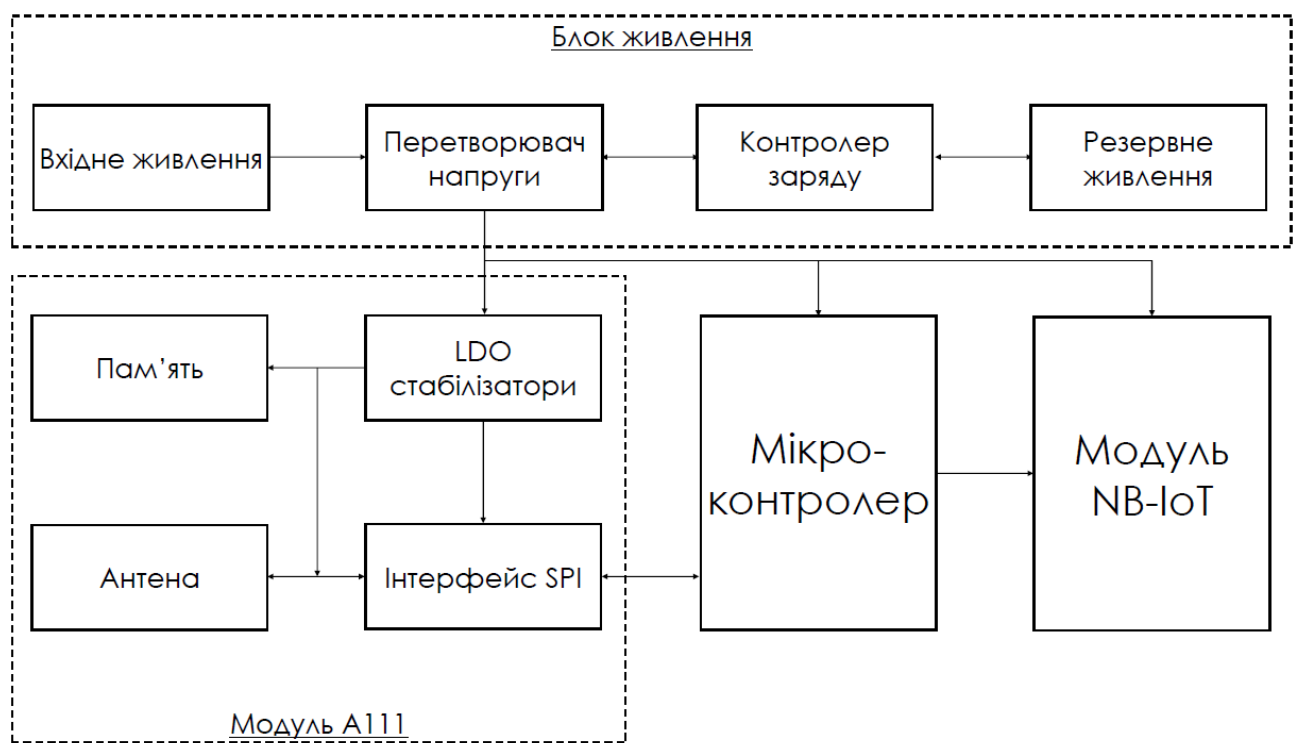 Блок живлення
Вхідне живлення
Перетворювач
напруги
Контролер
заряду
Резервне
живлення
Пам’ять
LDO
стабілізатори
Мікро-
контролер
Модуль
NB-IoT
Антена
Інтерфейс SPI
Модуль А111